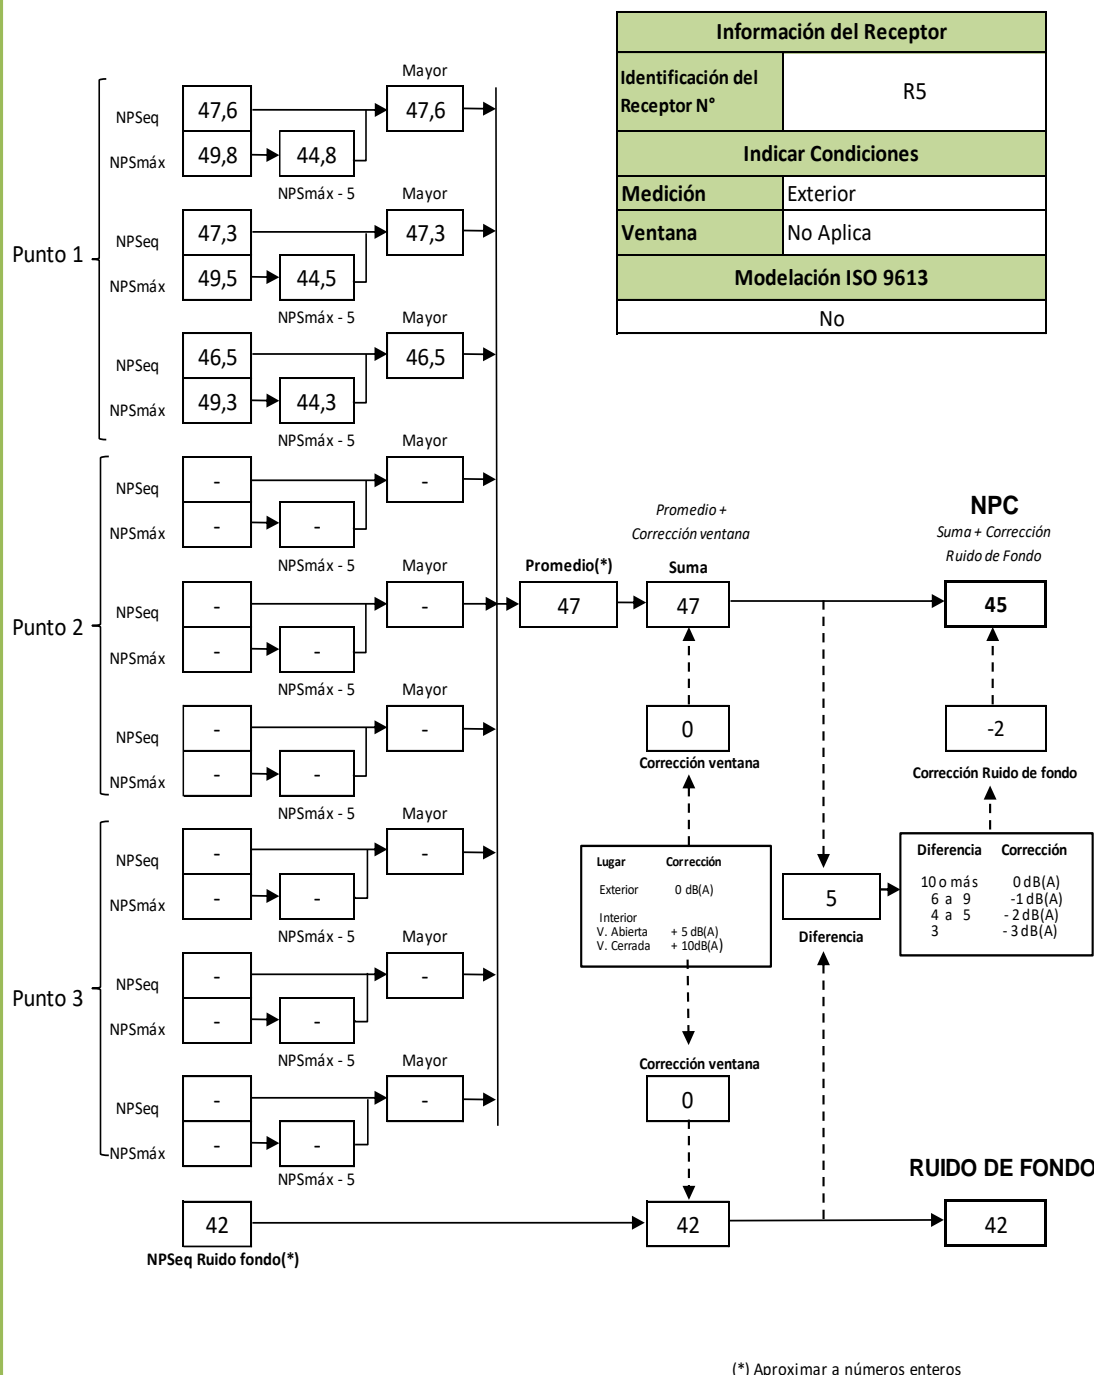 Información del Receptor
Identificación del Receptor N° R5
Indicar Condiciones
Medición Exterior
Ventana No Aplica
Modelación ISO 9613
No
Punto 1
Mayor
NPSeq 47,6 47,6
NPSmáx 49,8 44,8
NPSmáx - 5
Mayor
NPSeq 47,3 47,3
NPSmáx 49,5 44,5
NPSmáx - 5
Mayor
NPSeq 46,5 46,5
NPSmáx 49,3 44,3
NPSmáx - 5
Punto 2
Mayor
NPSeq - -
NPSmáx - -
NPSmáx - 5
Mayor
NPSeq - -
NPSmáx - -
NPSmáx - 5
Mayor
NPSeq - -
NPSmáx - -
NPSmáx - 5
Punto 3
Mayor
NPSeq - -
NPSmáx - -
NPSmáx - 5
Mayor
NPSeq - -
NPSmáx - -
NPSmáx - 5
Mayor
NPSeq - -
NPSmáx - -
NPSmáx - 5
Promedio(*)
47
Promedio +
Corrección ventana
Suma
47
0
Corrección ventana
Lugar Corrección
Exterior 0 dB(A)
Interior
V. Abierta + 5 dB(A)
V. Cerrada + 10dB(A)
Corrección ventana
0
NPC
Suma + Corrección
Ruido de Fondo
45
-2
Corrección Ruido de fondo
Diferencia Corrección
10 o más 0 dB(A)
6 a 9 -1 dB(A)
4 a 5 - 2 dB(A)
3 - 3 dB(A)
5
Diferencia
RUIDO DE FONDO
42 42 42
NPSeq Ruido fondo(*)
(*) Aproximar a números enteros